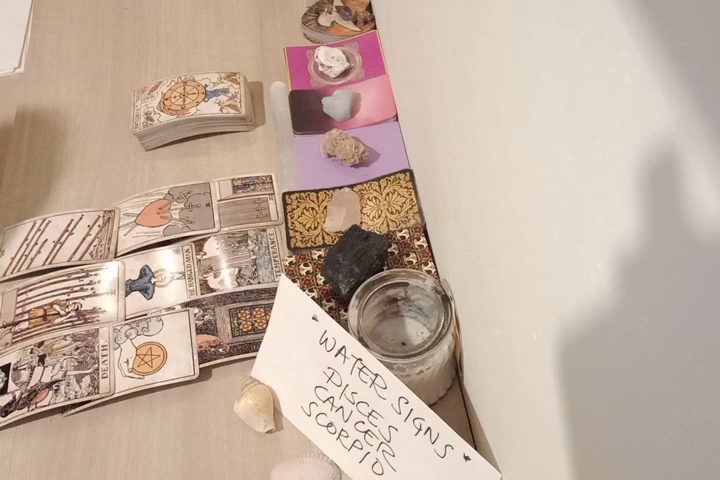 THE HANGED MAN
TEMPERANCE
DEATH
* WATER SIGNS *
PISCES
CANCER
SCORPIO